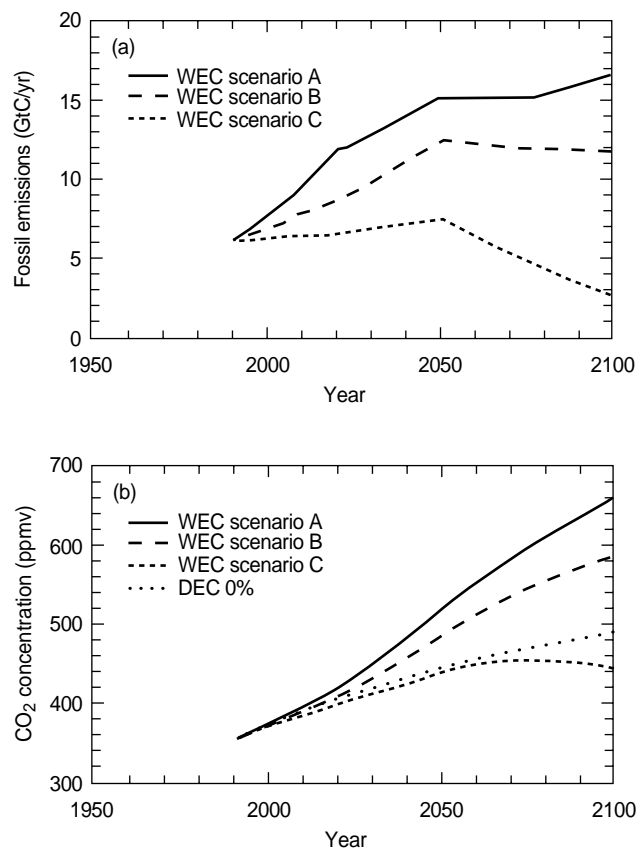 20
(a)
WEC scenario A
WEC scenario B
WEC scenario C
15
10
5
0
Fossil emissions (GtC/yr)
1950
2000
2050
2100
Year
700
(b)
WEC scenario A
WEC scenario B
WEC scenario C
DEC 0%
600
500
400
300
CO₂ concentration (ppmv)
1950
2000
2050
2100
Year